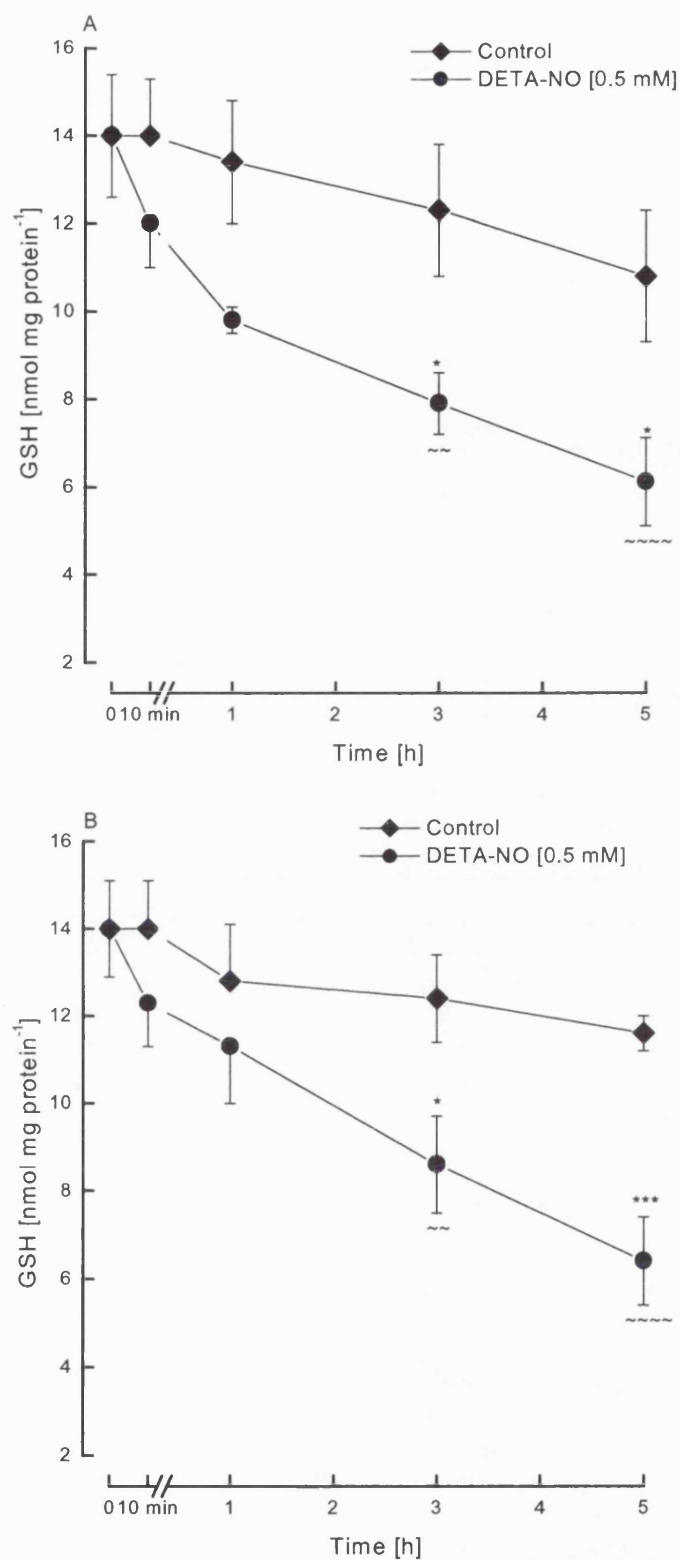 A
16
Control
DETA-NO [0.5 mM]
14
12
10
8
6
4
2
GSH [nmol mg protein⁻¹]
*
~~
*
~~~~
0 10 min 1 2 3 4 5
Time [h]
B
16
Control
DETA-NO [0.5 mM]
14
12
10
8
6
4
2
GSH [nmol mg protein⁻¹]
*
~~
***
~~~~
0 10 min 1 2 3 4 5
Time [h]